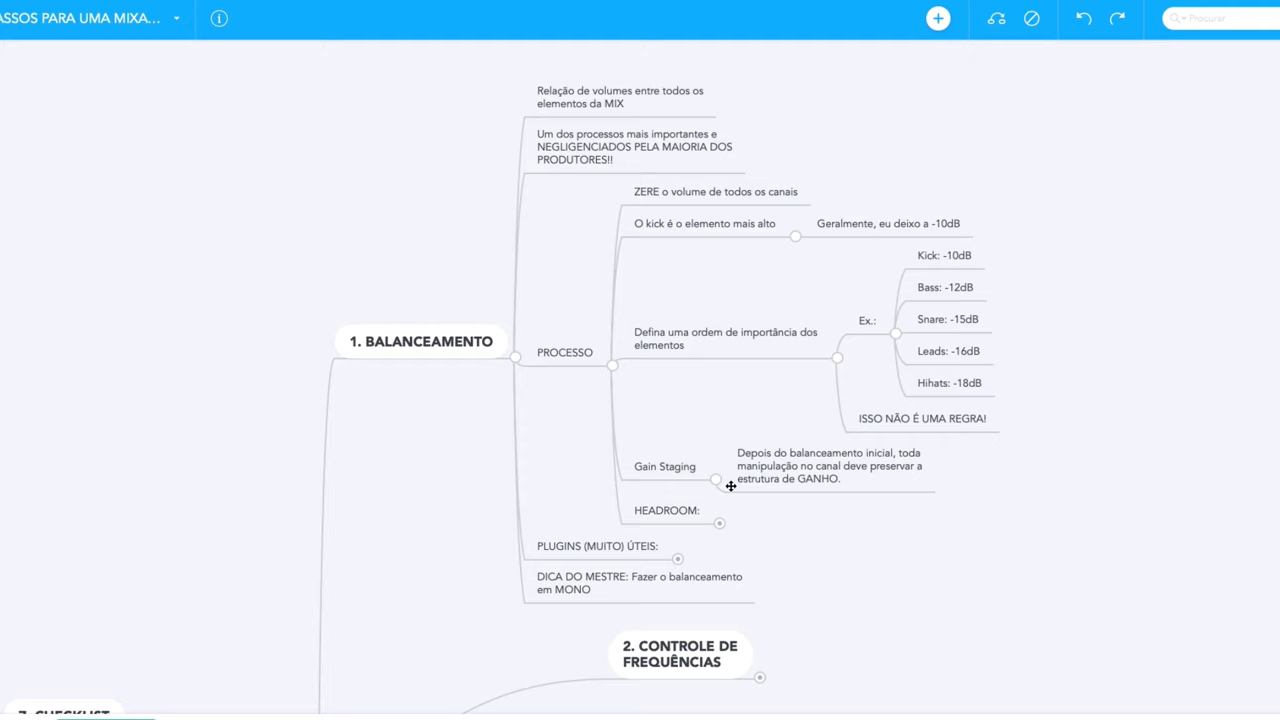 ASSOS PARA UMA MIXA...
Procurar
Relação de volumes entre todos os
elementos da MIX
Um dos processos mais importantes e
NEGLIGENCIADOS PELA MAIORIA DOS
PRODUTORES!!
ZERE o volume de todos os canais
O kick é o elemento mais alto
Geralmente, eu deixo a -10dB
Kick: -10dB
Bass: -12dB
Ex.:
Snare: -15dB
Defina uma ordem de importância dos
elementos
1. BALANCEAMENTO
PROCESSO
Leads: -16dB
Hihats: -18dB
ISSO NÃO É UMA REGRA!
Gain Staging
Depois do balanceamento inicial, toda
manipulação no canal deve preservar a
estrutura de GANHO.
HEADROOM:
PLUGINS (MUITO) ÚTEIS:
DICA DO MESTRE: Fazer o balanceamento
em MONO
2. CONTROLE DE
FREQUÊNCIAS
7. CHECKLIST